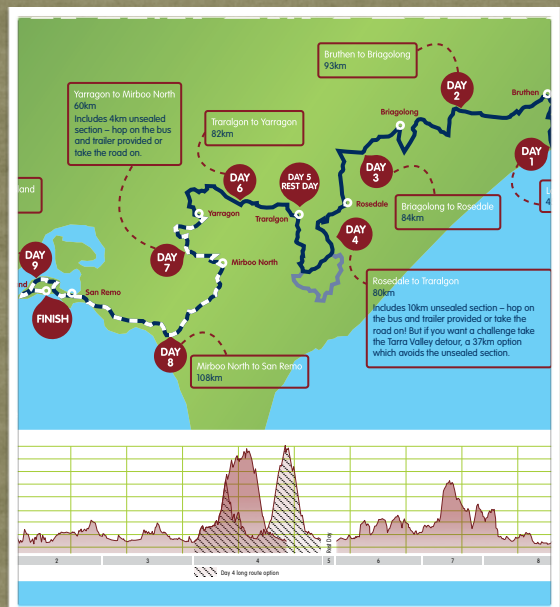 Bruthen to Briagolong
93km
Yarragon to Mirboo North
60km
Includes 4km unsealed
section – hop on the bus
and trailer provided or
take the road on.
DAY
2
Bruthen
Traralgon to Yarragon
82km
Briagolong
DAY
1
DAY
6
DAY 5
REST DAY
DAY
3
Briagolong to Rosedale
84km
Yarragon
Traralgon
Rosedale
DAY
4
DAY
7
Mirboo North
DAY
9
San Remo
FINISH
Rosedale to Traralgon
80km
Includes 10km unsealed section – hop on
the bus and trailer provided or take the
road on! But if you want a challenge take
the Tarra Valley detour, a 37km option
which avoids the unsealed section.
DAY
8
Mirboo North to San Remo
108km
Rest Day
2 3 4 5 6 7 8
Day 4 long route option